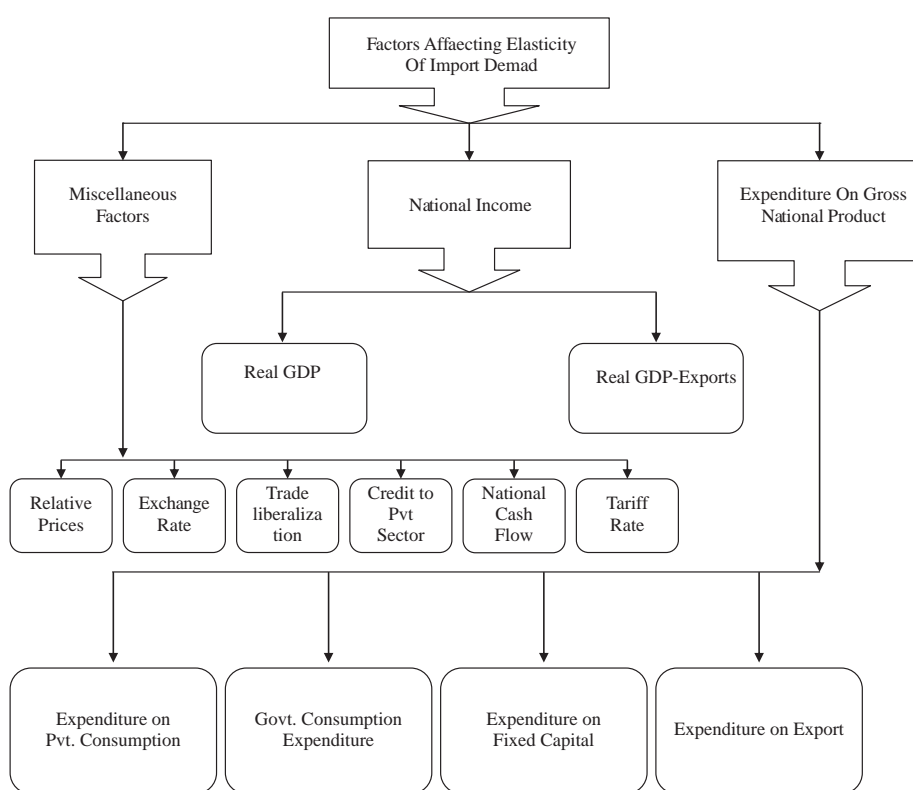 Factors Affaecting Elasticity
Of Import Demad
Miscellaneous
Factors
National Income
Expenditure On Gross
National Product
Real GDP
Real GDP-Exports
Relative
Prices
Exchange
Rate
Trade
liberaliza
tion
Credit to
Pvt
Sector
National
Cash
Flow
Tariff
Rate
Expenditure on
Pvt. Consumption
Govt. Consumption
Expenditure
Expenditure on
Fixed Capital
Expenditure on Export